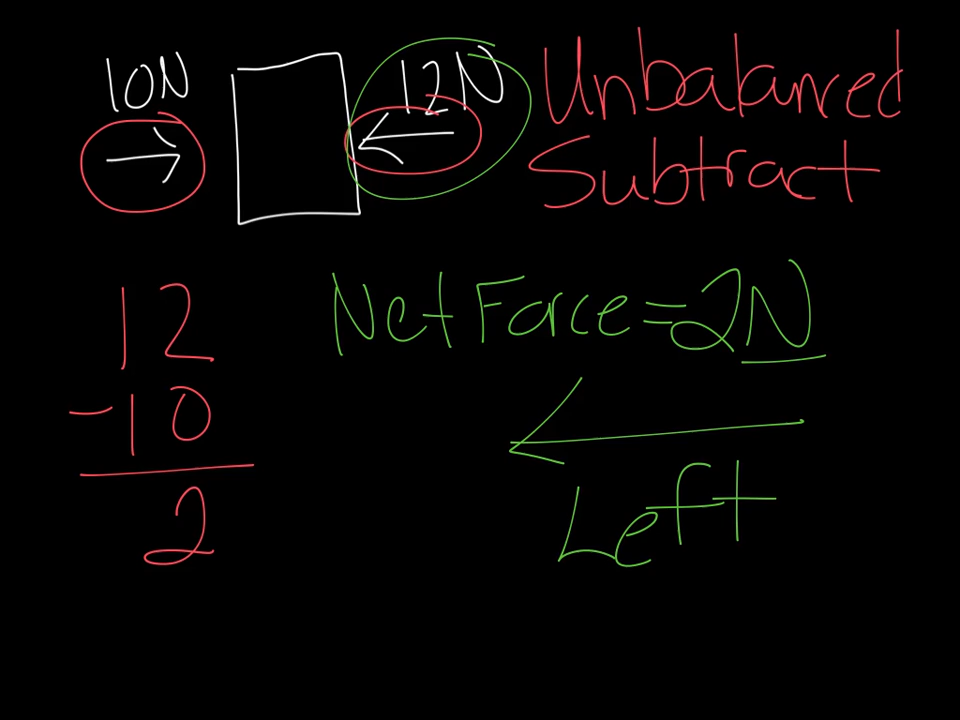 10N 12N Unbalanced
Subtract
12
-10
2
Net Force = 2N
Left